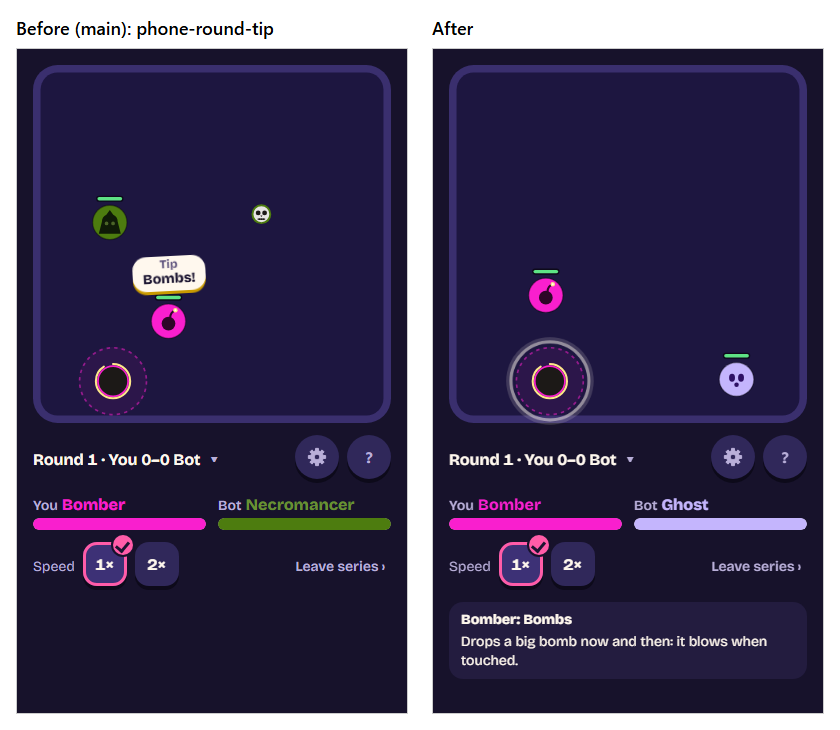 Before (main): phone-round-tip
Tip
Bombs!
Round 1 · You 0–0 Bot ▾
?
You Bomber
Bot Necromancer
Speed
1×
2×
Leave series ›
After
Round 1 · You 0–0 Bot ▾
?
You Bomber
Bot Ghost
Speed
1×
2×
Leave series ›
Bomber: Bombs
Drops a big bomb now and then: it blows when
touched.